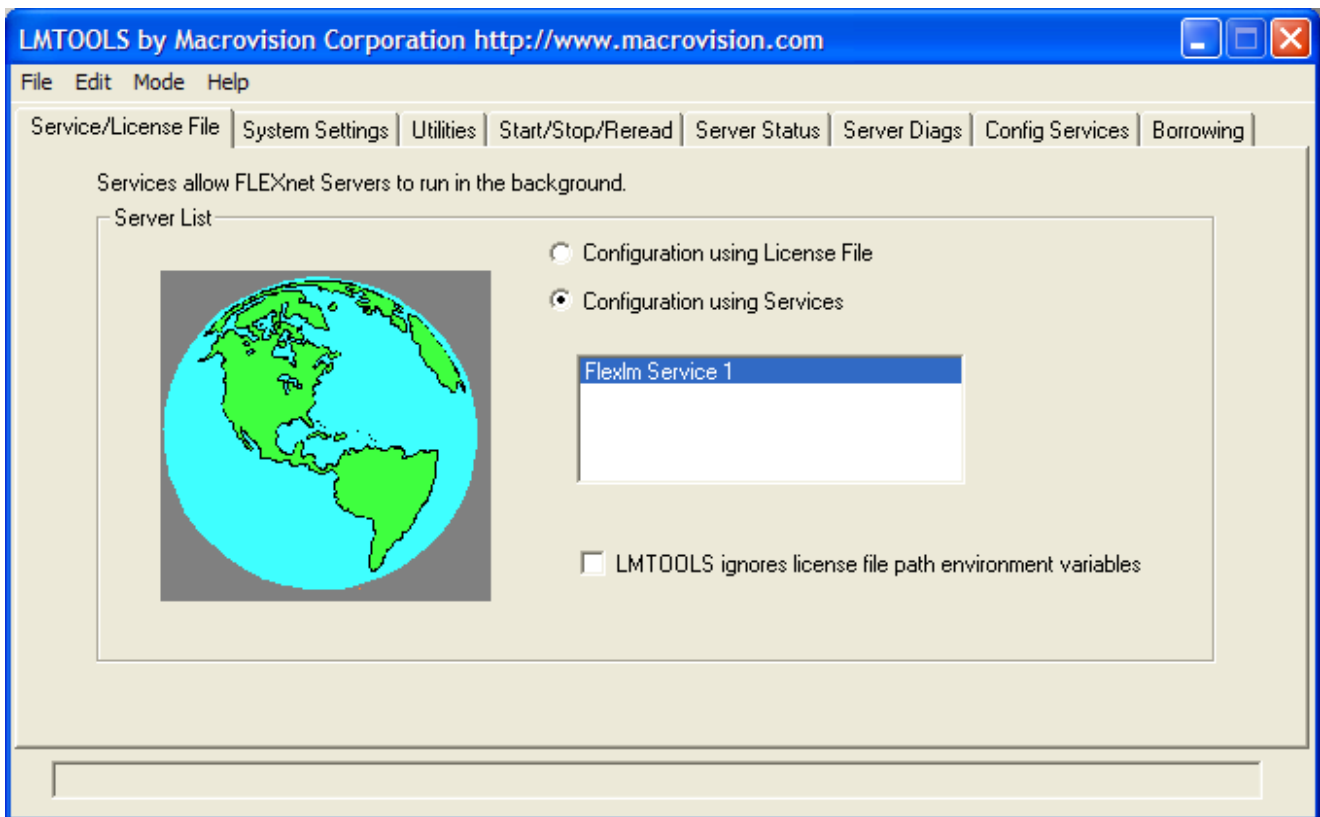 LMTOOLS by Macrovision Corporation http://www.macrovision.com
File Edit Mode Help
Service/License File System Settings Utilities Start/Stop/Reread Server Status Server Diags Config Services Borrowing
Services allow FLEXnet Servers to run in the background.
Server List
Configuration using License File
Configuration using Services
Flexlm Service 1
LMTOOLS ignores license file path environment variables